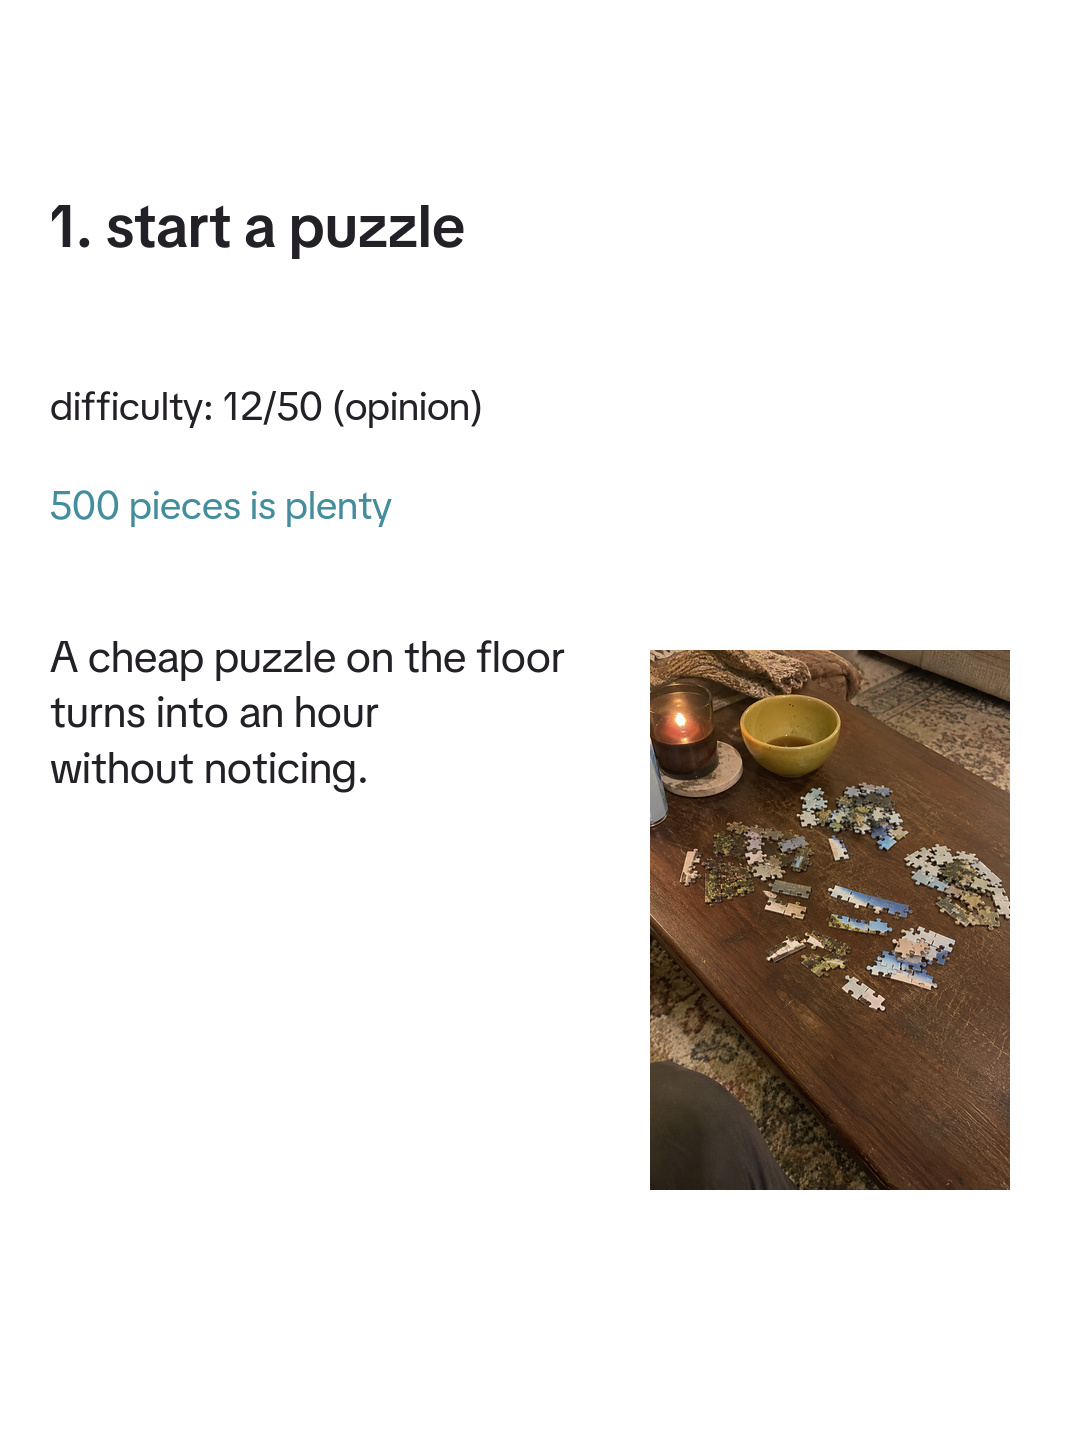 1. start a puzzle
difficulty: 12/50 (opinion)
500 pieces is plenty
A cheap puzzle on the floor
turns into an hour
without noticing.